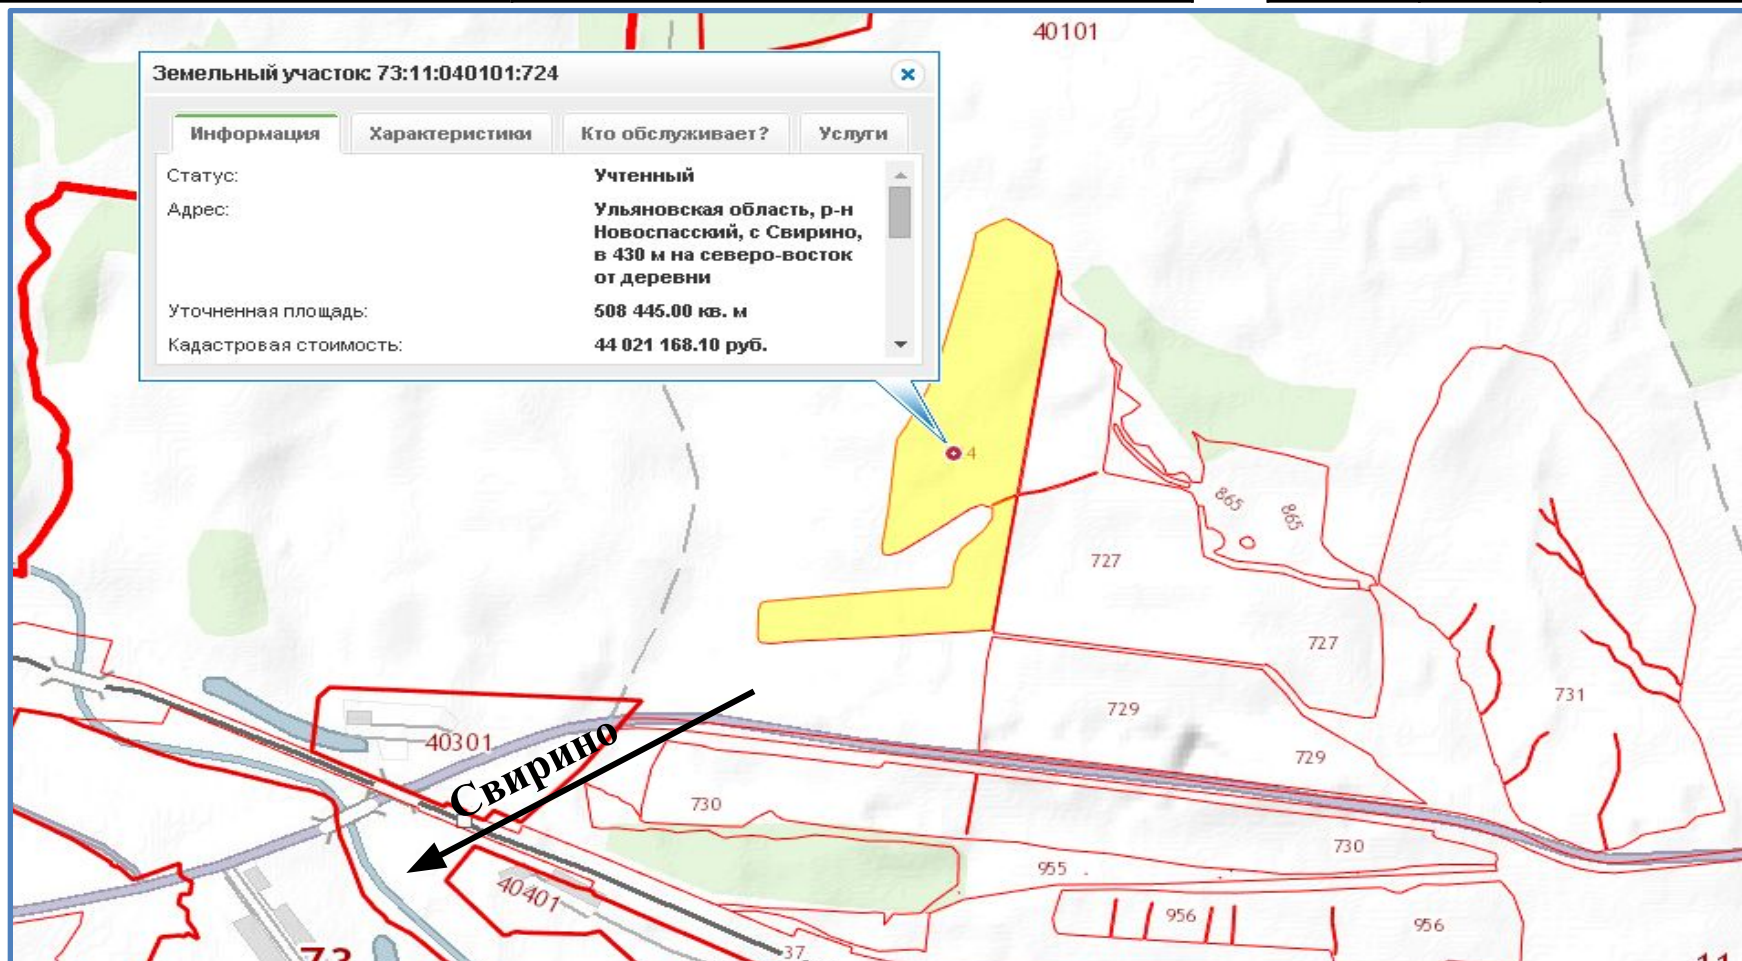 40101
Земельный участок: 73:11:040101:724
Информация
Характеристики
Кто обслуживает?
Услуги
Статус:
Учтенный
Адрес:
Ульяновская область, р-н
Новоспасский, с Свирино,
в 430 м на северо-восток
от деревни
Уточненная площадь:
508 445.00 кв. м
Кадастровая стоимость:
44 021 168.10 руб.
4
865
865
727
727
731
729
729
40301
Свирино
730
730
955
40401
956
956
37
73
11